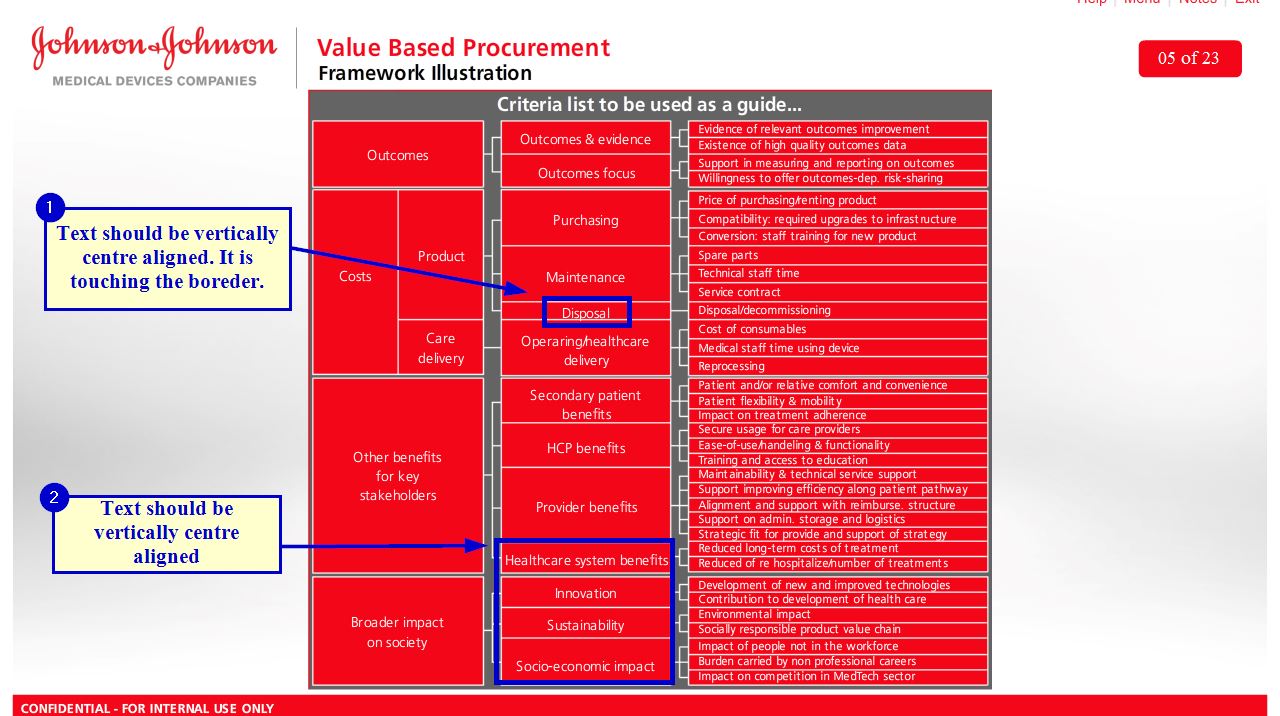 Help | Menu | Notes | Exit
Johnson & Johnson
MEDICAL DEVICES COMPANIES
Value Based Procurement
Framework Illustration
05 of 23
Criteria list to be used as a guide...
Outcomes
Outcomes & evidence
Evidence of relevant outcomes improvement
Existence of high quality outcomes data
Outcomes focus
Support in measuring and reporting on outcomes
Willingness to offer outcomes-dep. risk-sharing
1
Text should be vertically
centre aligned. It is
touching the boreder.
Costs
Product
Purchasing
Price of purchasing/renting product
Compatibility: required upgrades to infrastructure
Conversion: staff training for new product
Maintenance
Spare parts
Technical staff time
Service contract
Disposal
Disposal/decommissioning
Care
delivery
Operaring/healthcare
delivery
Cost of consumables
Medical staff time using device
Reprocessing
2
Text should be
vertically centre
aligned
Other benefits
for key
stakeholders
Secondary patient
benefits
Patient and/or relative comfort and convenience
Patient flexibility & mobility
Impact on treatment adherence
HCP benefits
Secure usage for care providers
Ease-of-use/handeling & functionality
Training and access to education
Provider benefits
Maintainability & technical service support
Support improving efficiency along patient pathway
Alignment and support with reimburse. structure
Support on admin. storage and logistics
Strategic fit for provide and support of strategy
Healthcare system benefits
Reduced long-term costs of treatment
Reduced of re hospitalize/number of treatments
Broader impact
on society
Innovation
Development of new and improved technologies
Contribution to development of health care
Sustainability
Environmental impact
Socially responsible product value chain
Socio-economic impact
Impact of people not in the workforce
Burden carried by non professional careers
Impact on competition in MedTech sector
CONFIDENTIAL - FOR INTERNAL USE ONLY